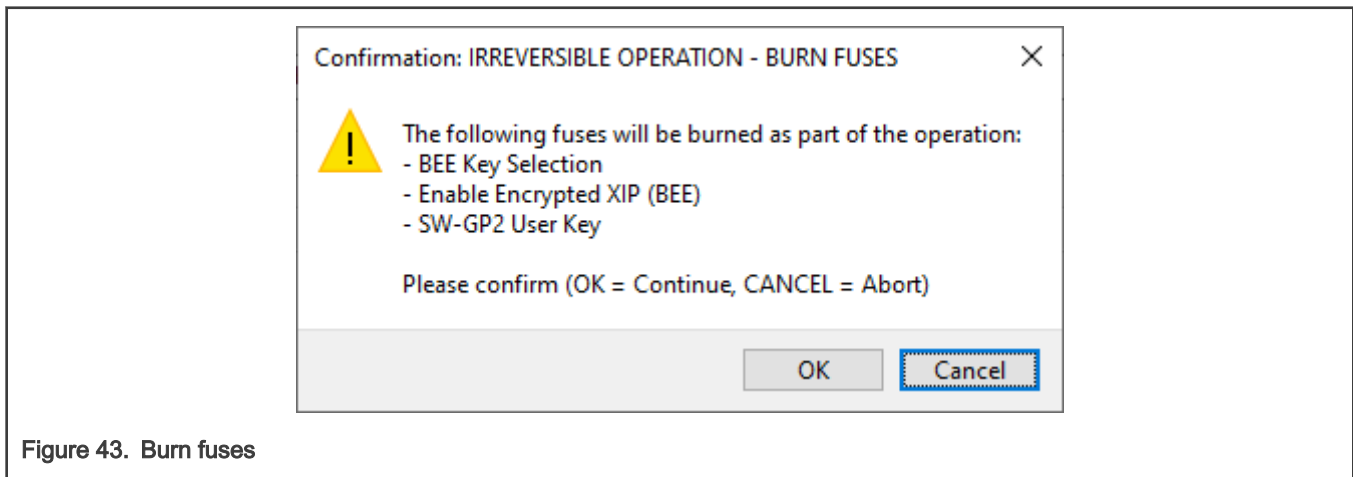 Confirmation: IRREVERSIBLE OPERATION - BURN FUSES
The following fuses will be burned as part of the operation:
- BEE Key Selection
- Enable Encrypted XIP (BEE)
- SW-GP2 User Key
Please confirm (OK = Continue, CANCEL = Abort)
OK Cancel
Figure 43. Burn fuses